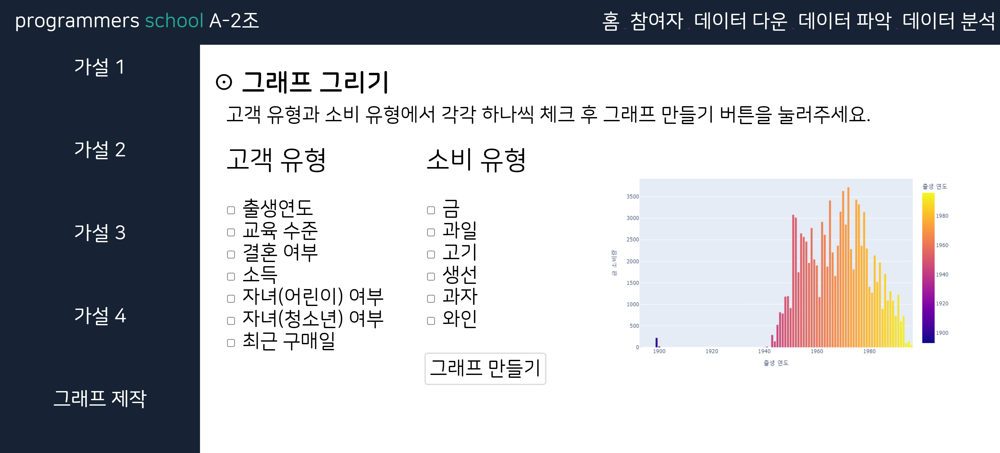 programmers school A-2조
홈 참여자 데이터 다운 데이터 파악 데이터 분석
가설 1
가설 2
가설 3
가설 4
그래프 제작
⊙ 그래프 그리기
고객 유형과 소비 유형에서 각각 하나씩 체크 후 그래프 만들기 버튼을 눌러주세요.
고객 유형
출생연도
교육 수준
결혼 여부
소득
자녀(어린이) 여부
자녀(청소년) 여부
최근 구매일
소비 유형
금
과일
고기
생선
과자
와인
그래프 만들기
금 소비량
3500
3000
2500
2000
1500
1000
500
0
1900 1920 1940 1960 1980
출생 연도
출생 연도
1980
1960
1940
1920
1900